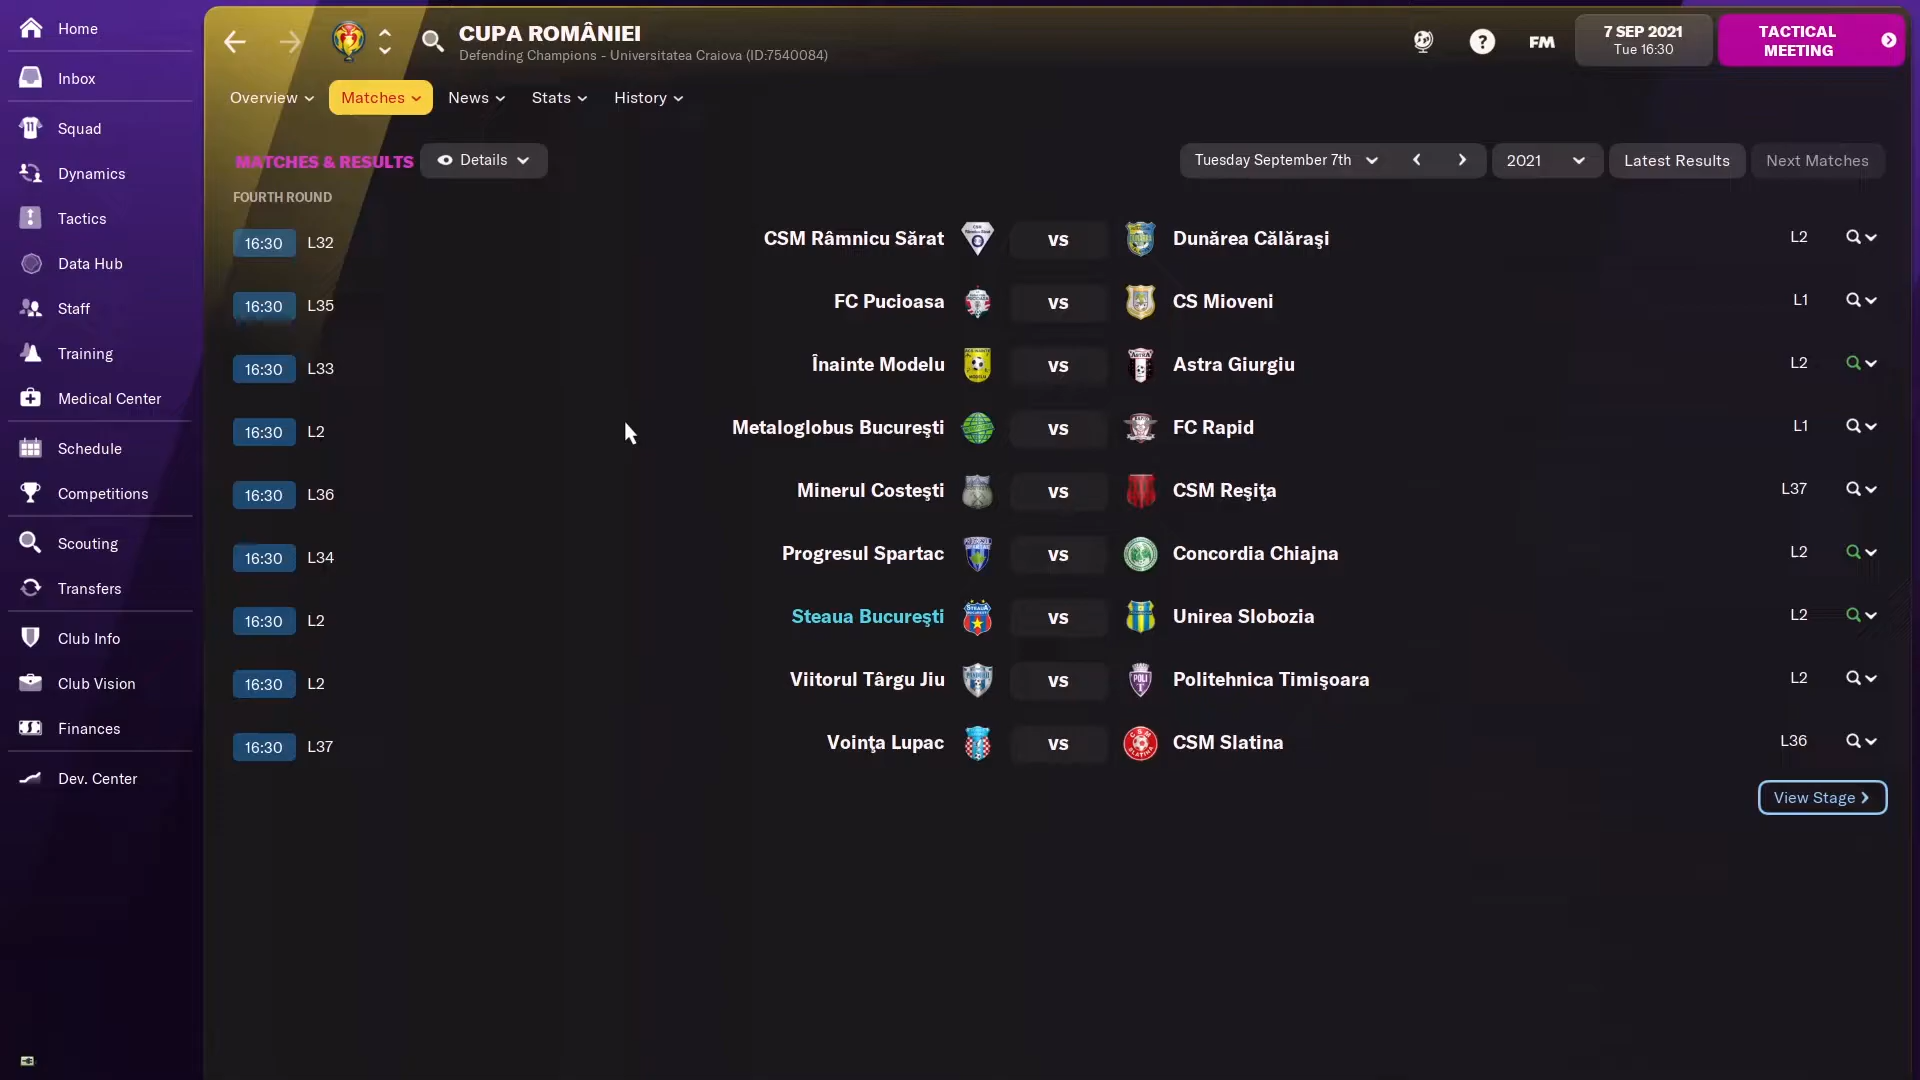 Home
Inbox
Squad
Dynamics
Tactics
Data Hub
Staff
Training
Medical Center
Schedule
Competitions
Scouting
Transfers
Club Info
Club Vision
Finances
Dev. Center
CUPA ROMÂNIEI
Defending Champions - Universitatea Craiova (ID:7540084)
FM
7 SEP 2021
Tue 16:30
TACTICAL
MEETING
Overview Matches News Stats History
MATCHES & RESULTS Details Tuesday September 7th 2021 Latest Results Next Matches
FOURTH ROUND
16:30 L32 CSM Râmnicu Sărat vs Dunărea Călăraşi L2
16:30 L35 FC Pucioasa vs CS Mioveni L1
16:30 L33 Înainte Modelu vs Astra Giurgiu L2
16:30 L2 Metaloglobus Bucureşti vs FC Rapid L1
16:30 L36 Minerul Costeşti vs CSM Reşiţa L37
16:30 L34 Progresul Spartac vs Concordia Chiajna L2
16:30 L2 Steaua Bucureşti vs Unirea Slobozia L2
16:30 L2 Viitorul Târgu Jiu vs Politehnica Timişoara L2
16:30 L37 Voinţa Lupac vs CSM Slatina L36
View Stage